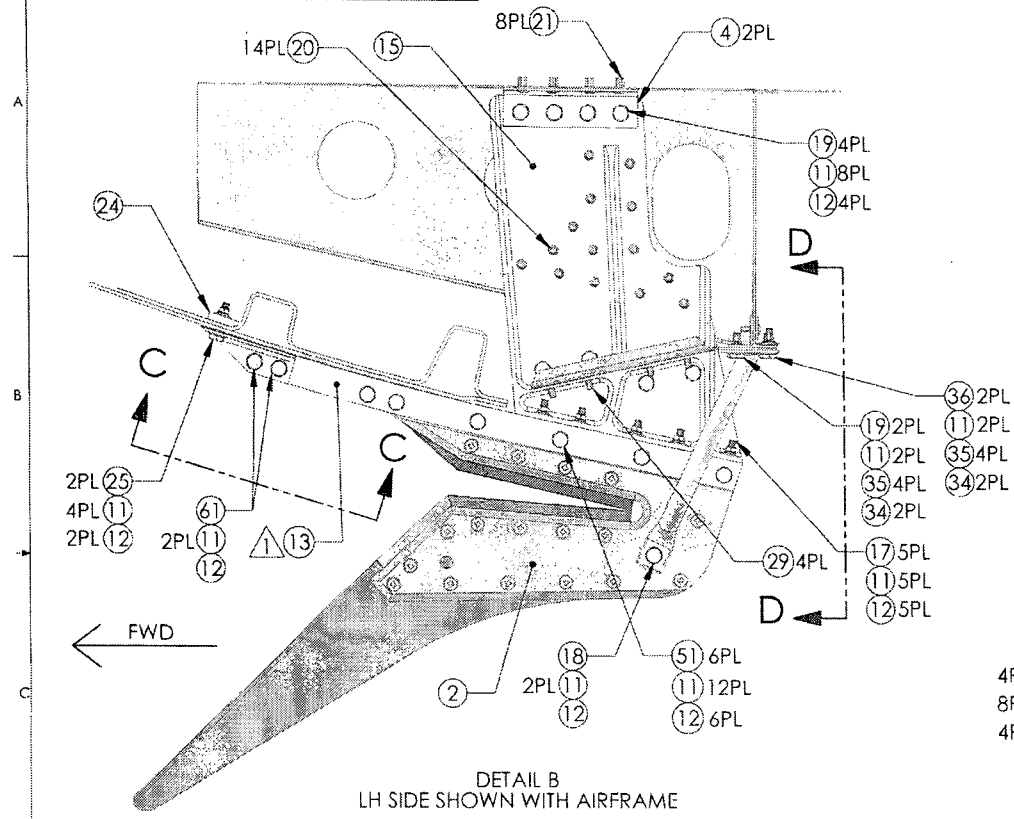 8PL 21
4 2PL
14PL 20
15
A
19 4PL
11 8PL
12 4PL
24
D
C
B
C
36 2PL
11 2PL
35 4PL
34 2PL
19 2PL
11 2PL
35 4PL
34 2PL
2PL 25
4PL 11
2PL 12
61
2PL 11
12
1 13
29 4PL
17 5PL
11 5PL
12 5PL
D
FWD
2
18
2PL 11
12
51 6PL
11 12PL
12 6PL
C
DETAIL B
LH SIDE SHOWN WITH AIRFRAME